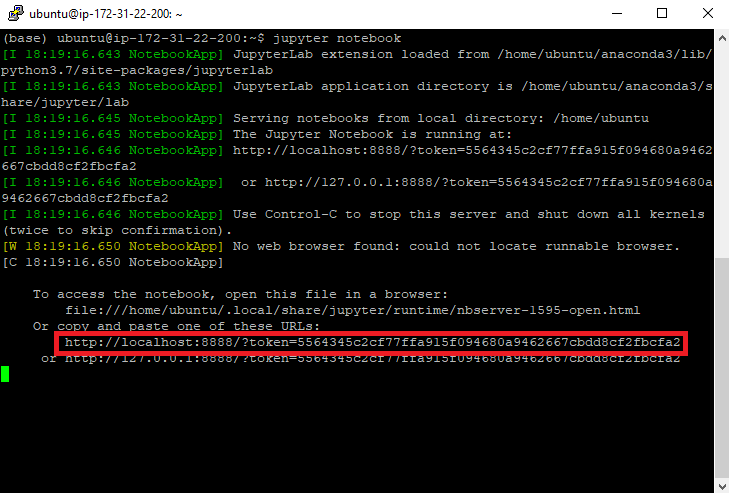 ubuntu@ip-172-31-22-200: ~
(base) ubuntu@ip-172-31-22-200:~$ jupyter notebook
[I 18:19:16.643 NotebookApp] JupyterLab extension loaded from /home/ubuntu/anaconda3/lib/
python3.7/site-packages/jupyterlab
[I 18:19:16.643 NotebookApp] JupyterLab application directory is /home/ubuntu/anaconda3/s
hare/jupyter/lab
[I 18:19:16.645 NotebookApp] Serving notebooks from local directory: /home/ubuntu
[I 18:19:16.645 NotebookApp] The Jupyter Notebook is running at:
[I 18:19:16.646 NotebookApp] http://localhost:8888/?token=5564345c2cf77ffa915f094680a9462
667cbdd8cf2fbcfa2
[I 18:19:16.646 NotebookApp]  or http://127.0.0.1:8888/?token=5564345c2cf77ffa915f094680a
9462667cbdd8cf2fbcfa2
[I 18:19:16.646 NotebookApp] Use Control-C to stop this server and shut down all kernels
(twice to skip confirmation).
[W 18:19:16.650 NotebookApp] No web browser found: could not locate runnable browser.
[C 18:19:16.650 NotebookApp]
To access the notebook, open this file in a browser:
file:///home/ubuntu/.local/share/jupyter/runtime/nbserver-1595-open.html
Or copy and paste one of these URLs:
http://localhost:8888/?token=5564345c2cf77ffa915f094680a9462667cbdd8cf2fbcfa2
or http://127.0.0.1:8888/?token=5564345c2cf77ffa915f094680a9462667cbdd8cf2fbcfa2